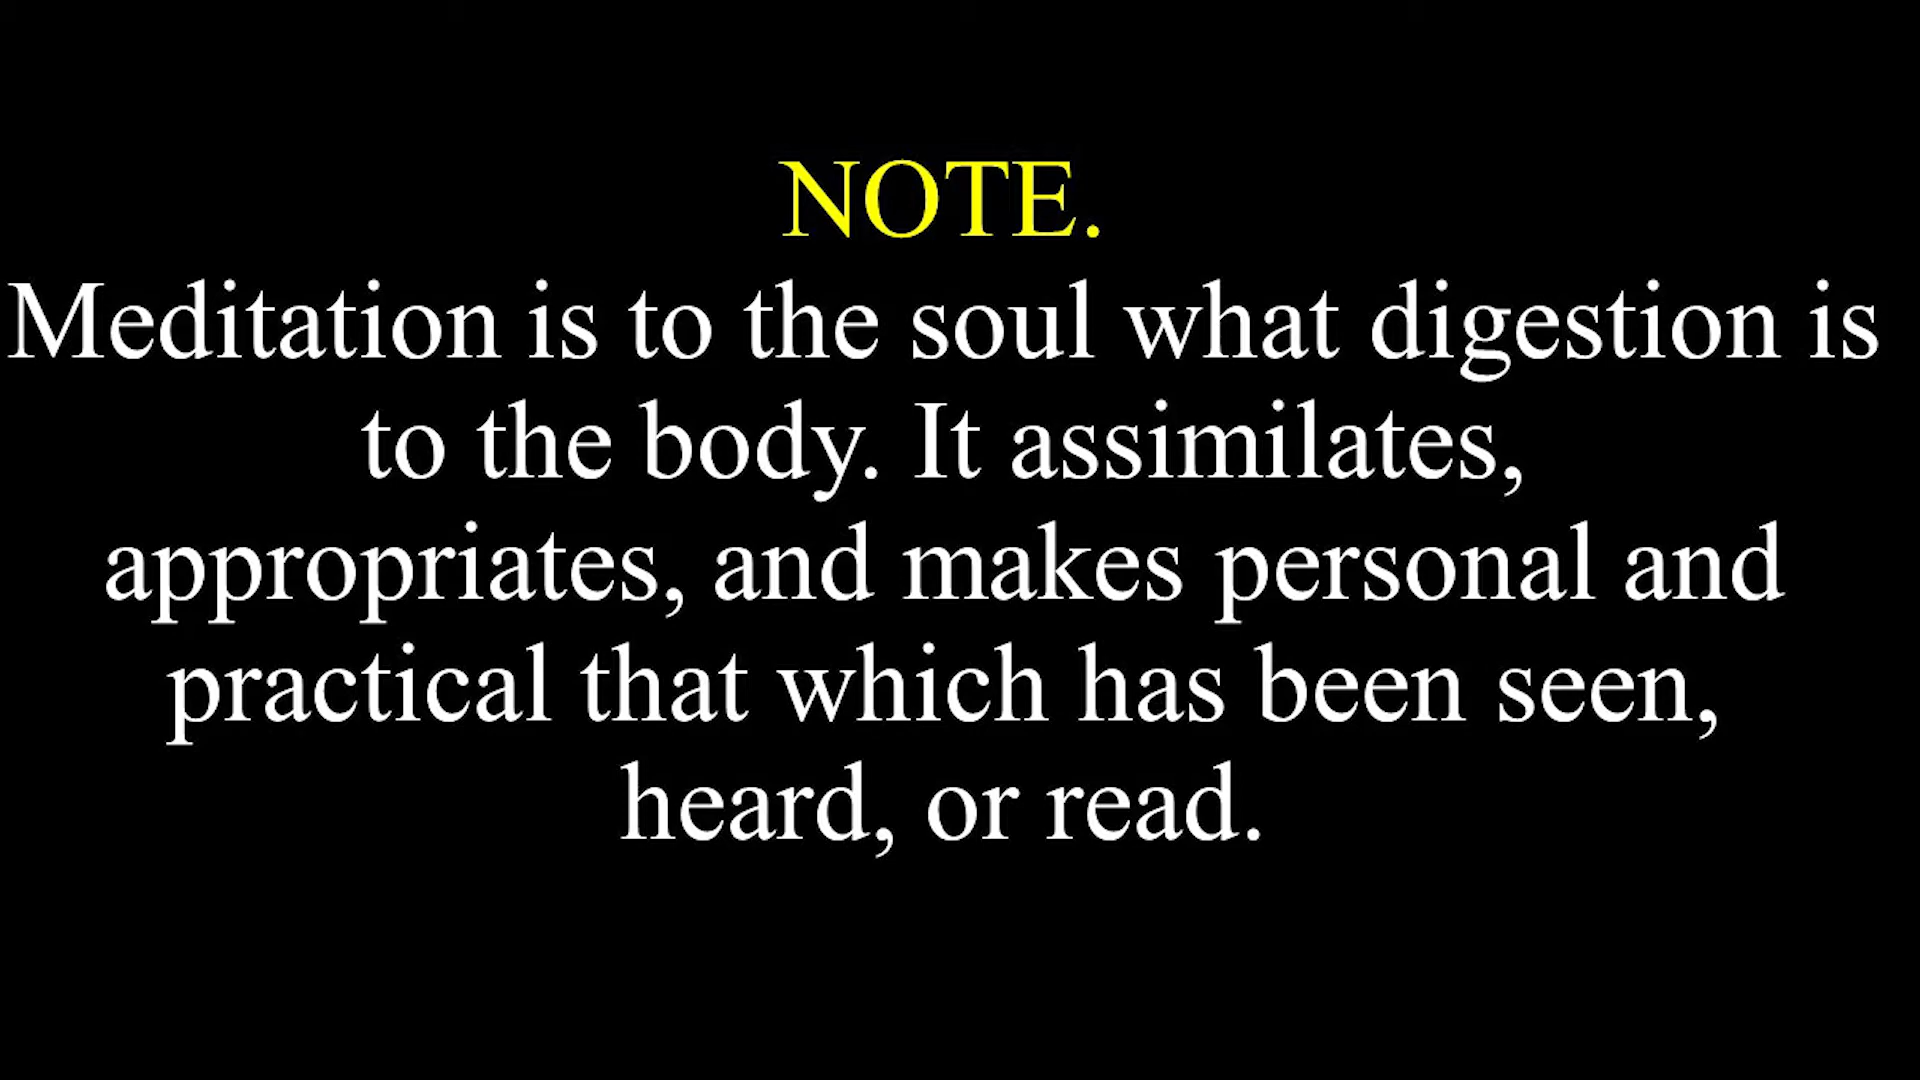 NOTE.
Meditation is to the soul what digestion is
to the body. It assimilates,
appropriates, and makes personal and
practical that which has been seen,
heard, or read.